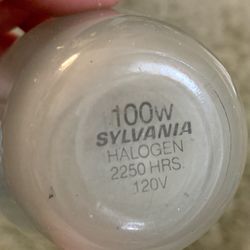 100W
SYLVANIA
HALOGEN
2250 HRS.
120V